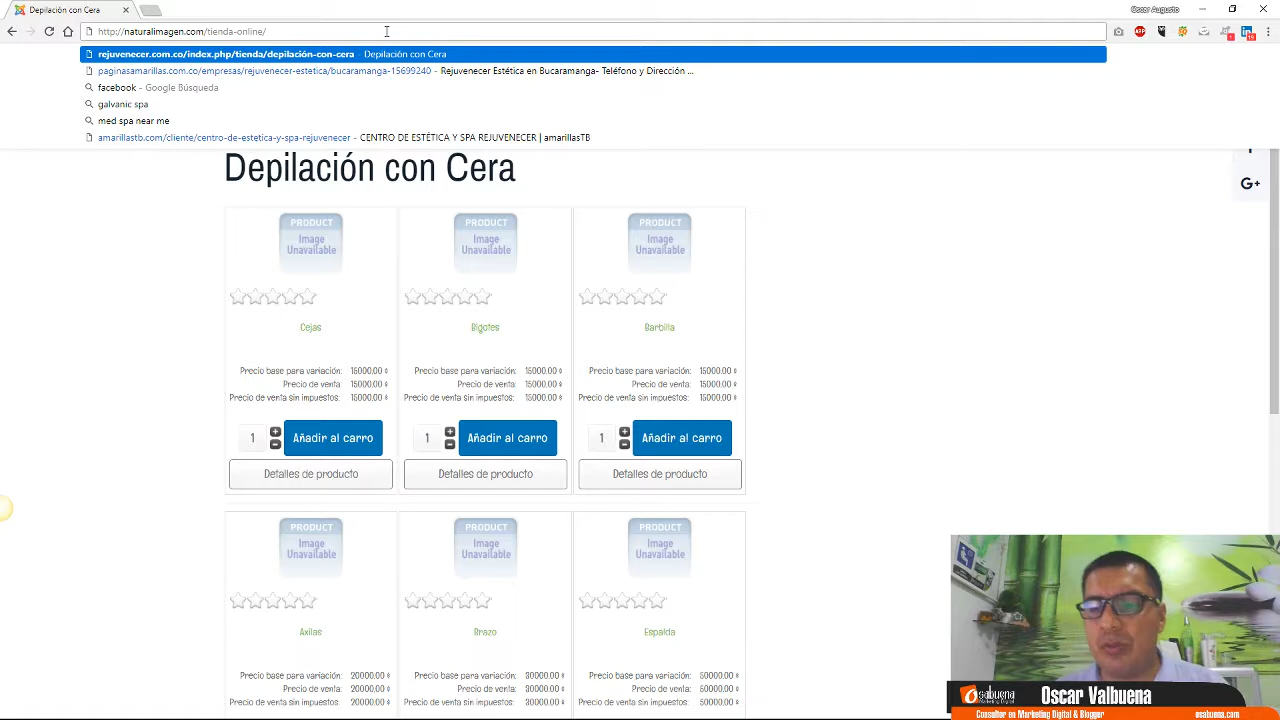 Depilación con Cera
Oscar Augusto
http://naturalimagen.com/tienda-online/
rejuvenecer.com.co/index.php/tienda/depilación-con-cera - Depilación con Cera
paginasamarillas.com.co/empresas/rejuvenecer-estetica/bucaramanga-15699240 - Rejuvenecer Estética en Bucaramanga- Teléfono y Dirección ...
facebook - Google Búsqueda
galvanic spa
med spa near me
amarillastb.com/cliente/centro-de-estetica-y-spa-rejuvenecer - CENTRO DE ESTÉTICA Y SPA REJUVENECER | amarillasTB
Depilación con Cera
G+
PRODUCT Image Unavailable PRODUCT Image Unavailable PRODUCT Image Unavailable
Cejas Bigotes Barbilla
Precio base para variación: 15000.00 Precio base para variación: 15000.00 Precio base para variación: 15000.00
Precio de venta: 15000.00 Precio de venta: 15000.00 Precio de venta: 15000.00
Precio de venta sin impuestos: 15000.00 Precio de venta sin impuestos: 15000.00 Precio de venta sin impuestos: 15000.00
1 Añadir al carro 1 Añadir al carro 1 Añadir al carro
Detalles de producto Detalles de producto Detalles de producto
PRODUCT Image Unavailable PRODUCT Image Unavailable PRODUCT Image Unavailable
Axilas Brazo Espalda
Precio base para variación: 20000.00 Precio base para variación: 30000.00 Precio base para variación: 50000.00
Precio de venta: 20000.00 Precio de venta: 30000.00 Precio de venta: 50000.00
Precio de venta sin impuestos: 20000.00 Precio de venta sin impuestos: 30000.00 Precio de venta sin impuestos: 50000.00
osabuena Marketing Digital
Oscar Valbuena
Consultor en Marketing Digital & Blogger osabuena.com